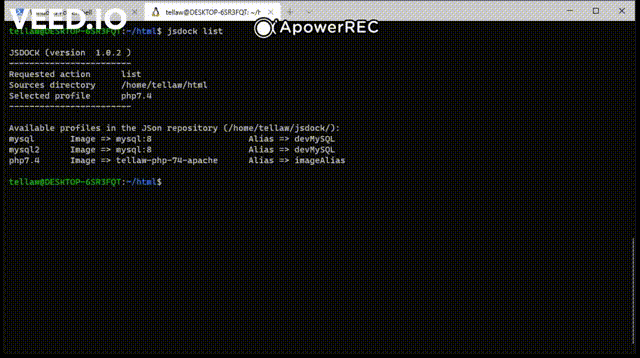 VEED.IO
tellaw@DESKTOP-6SR3FQT: ~/h
ApowerREC
tellaw@DESKTOP-6SR3FQT:~/html$ jsdock list
JSDOCK (version  1.0.2 )
------------------------
Requested action     list
Sources directory    /home/tellaw/html
Selected profile     php7.4
------------------------
Available profiles in the JSon repository (/home/tellaw/jsdock/):
mysql       Image => mysql:8                   Alias => devMySQL
mysql2      Image => mysql:8                   Alias => devMySQL
php7.4      Image => tellaw-php-74-apache      Alias => imageAlias
tellaw@DESKTOP-6SR3FQT:~/html$